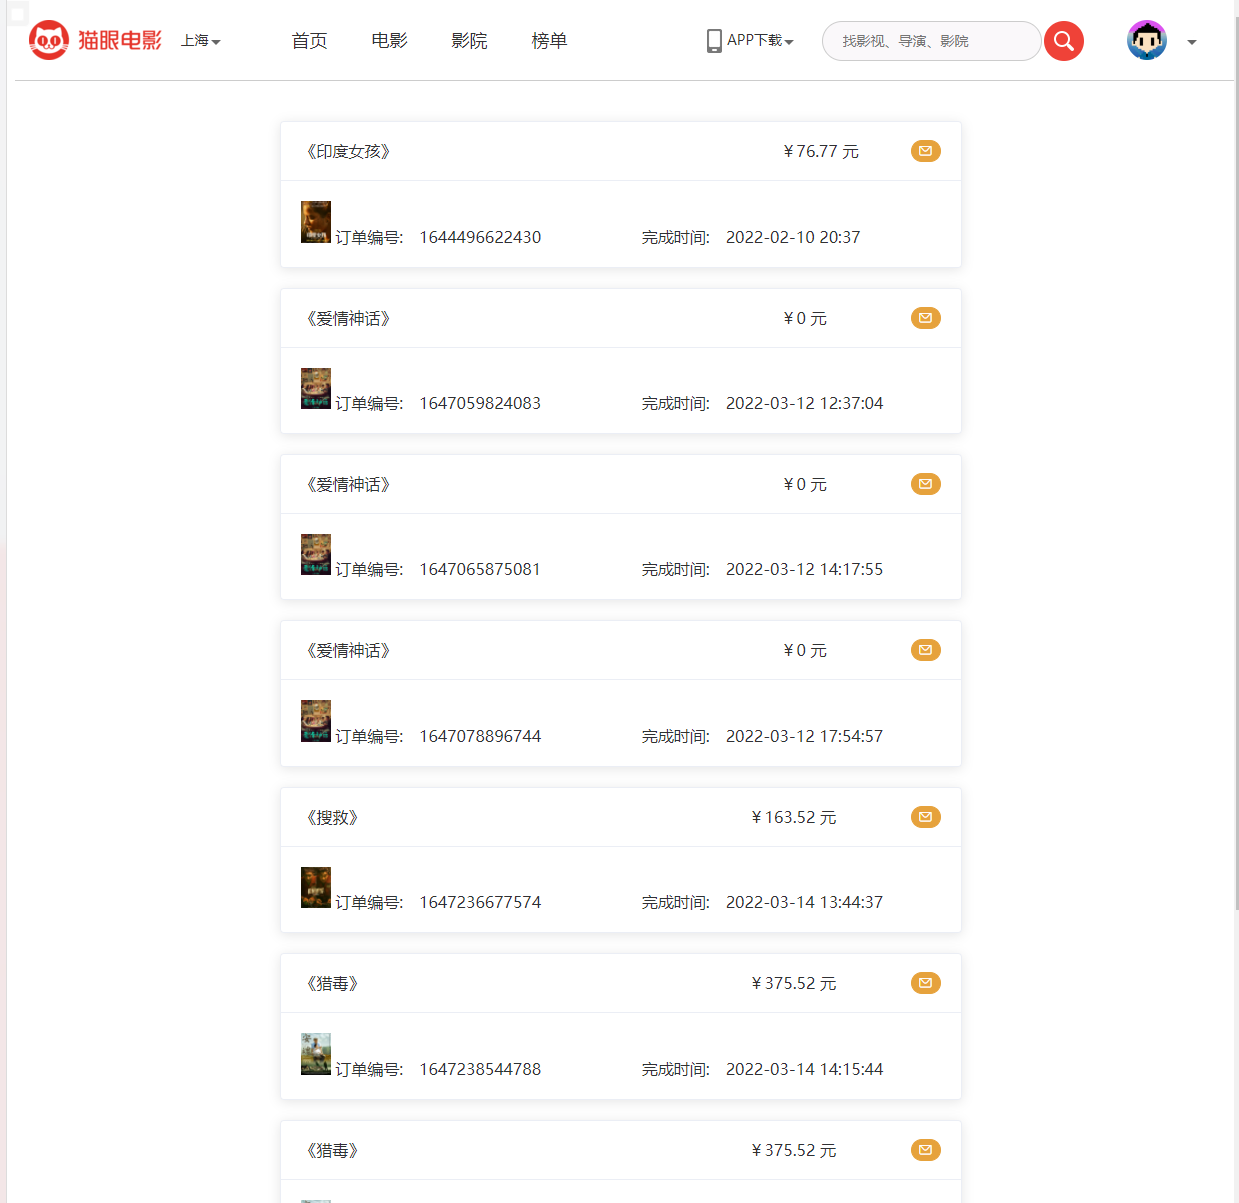 猫眼电影 上海 首页 电影 影院 榜单 APP下载 找影视、导演、影院
《印度女孩》 ¥ 76.77 元
订单编号: 1644496622430 完成时间: 2022-02-10 20:37
《爱情神话》 ¥ 0 元
订单编号: 1647059824083 完成时间: 2022-03-12 12:37:04
《爱情神话》 ¥ 0 元
订单编号: 1647065875081 完成时间: 2022-03-12 14:17:55
《爱情神话》 ¥ 0 元
订单编号: 1647078896744 完成时间: 2022-03-12 17:54:57
《搜救》 ¥ 163.52 元
订单编号: 1647236677574 完成时间: 2022-03-14 13:44:37
《猎毒》 ¥ 375.52 元
订单编号: 1647238544788 完成时间: 2022-03-14 14:15:44
《猎毒》 ¥ 375.52 元